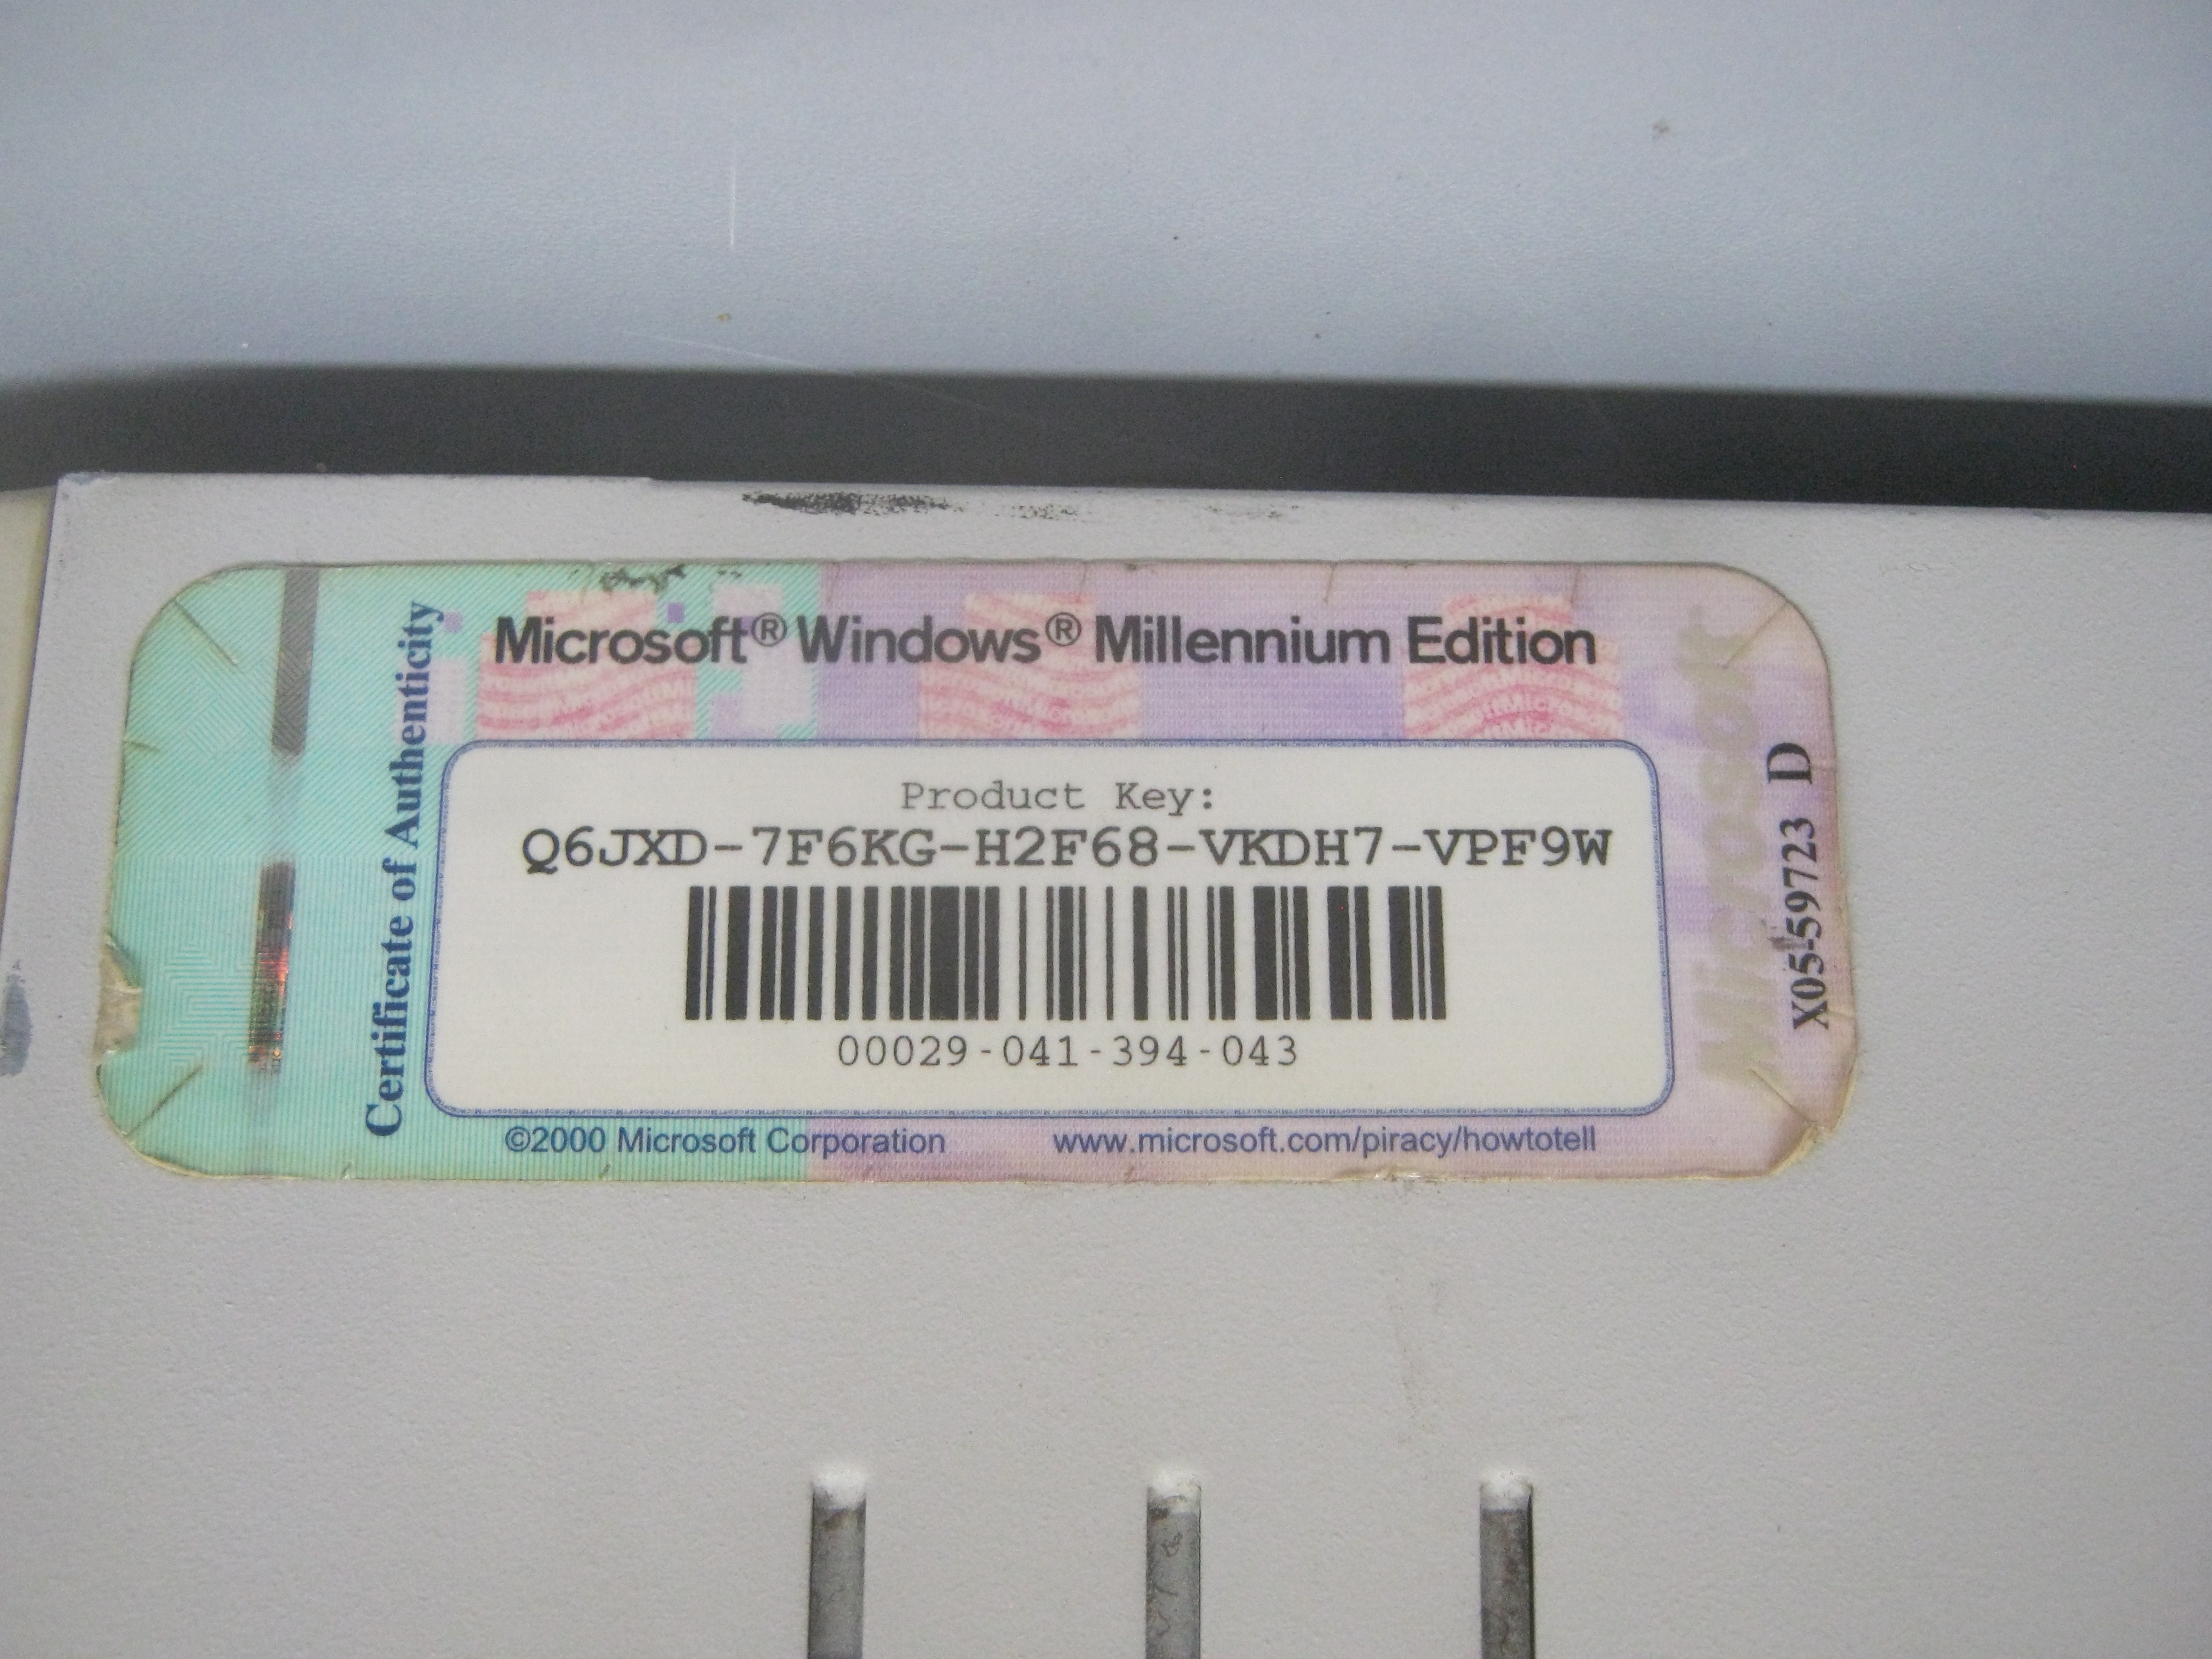 Microsoft® Windows® Millennium Edition
Certificate of Authenticity
Product Key:
Q6JXD-7F6KG-H2F68-VKDH7-VPF9W
00029-041-394-043
©2000 Microsoft Corporation www.microsoft.com/piracy/howtotell
Microsoft
X05-59723 D